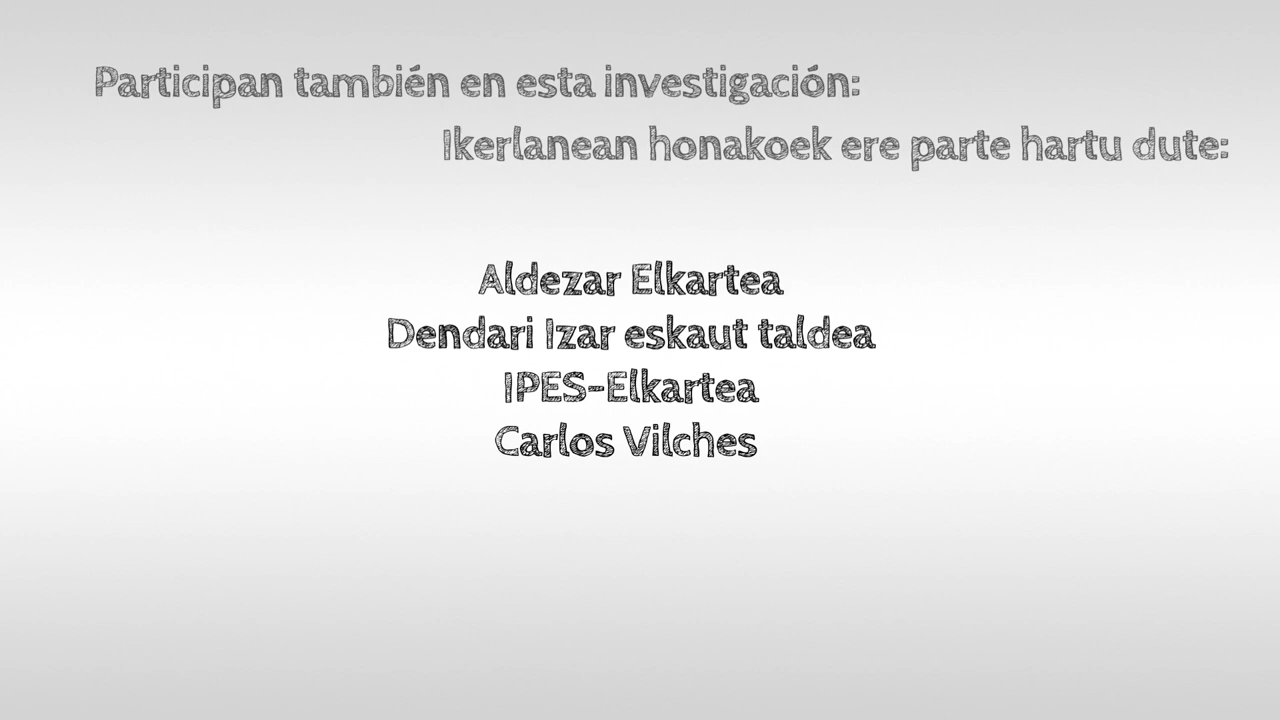 Participan también en esta investigación:
Ikerlanean honakoek ere parte hartu dute:
Aldezar Elkartea
Dendari Izar eskaut taldea
IPES-Elkartea
Carlos Vilches